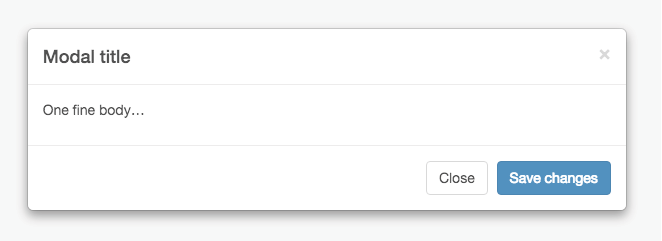 Modal title ×
One fine body…
Close Save changes